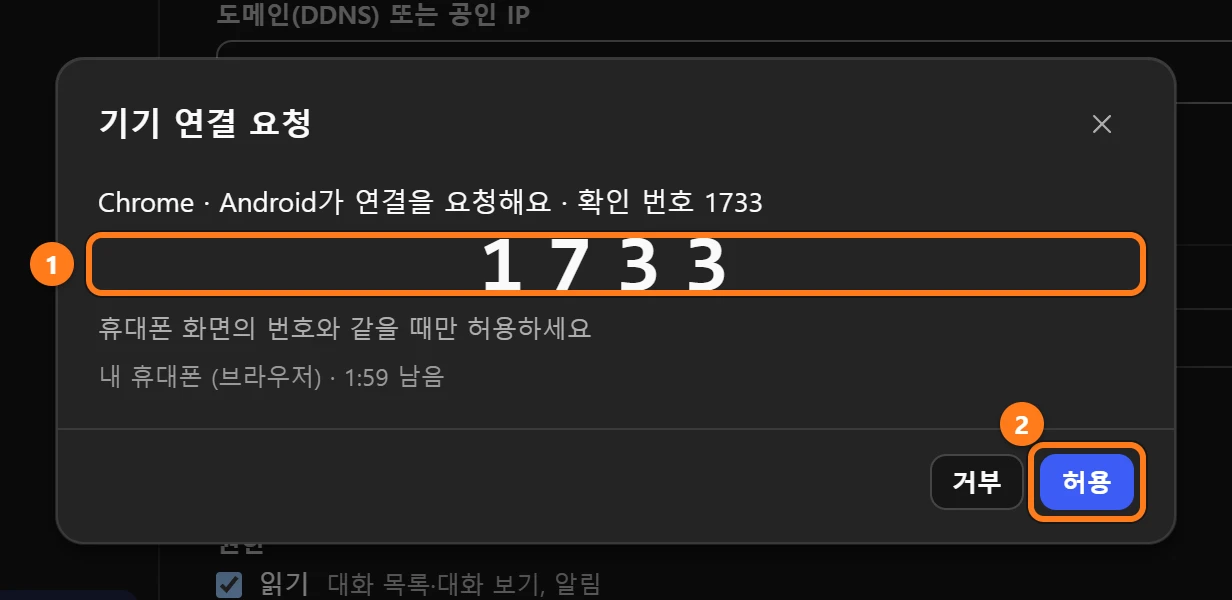 도메인(DDNS) 또는 공인 IP
기기 연결 요청
Chrome · Android가 연결을 요청해요 · 확인 번호 1733
1
1 7 3 3
휴대폰 화면의 번호와 같을 때만 허용하세요
내 휴대폰 (브라우저) · 1:59 남음
2
거부 허용
읽기 대화 목록·대화 보기, 알림